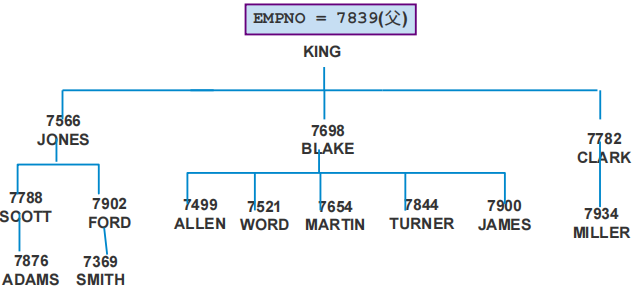 EMPNO = 7839(父)
KING
7566
JONES
7698
BLAKE
7782
CLARK
7788
SCOTT
7902
FORD
7499
ALLEN
7521
WORD
7654
MARTIN
7844
TURNER
7900
JAMES
7934
MILLER
7876
ADAMS
7369
SMITH